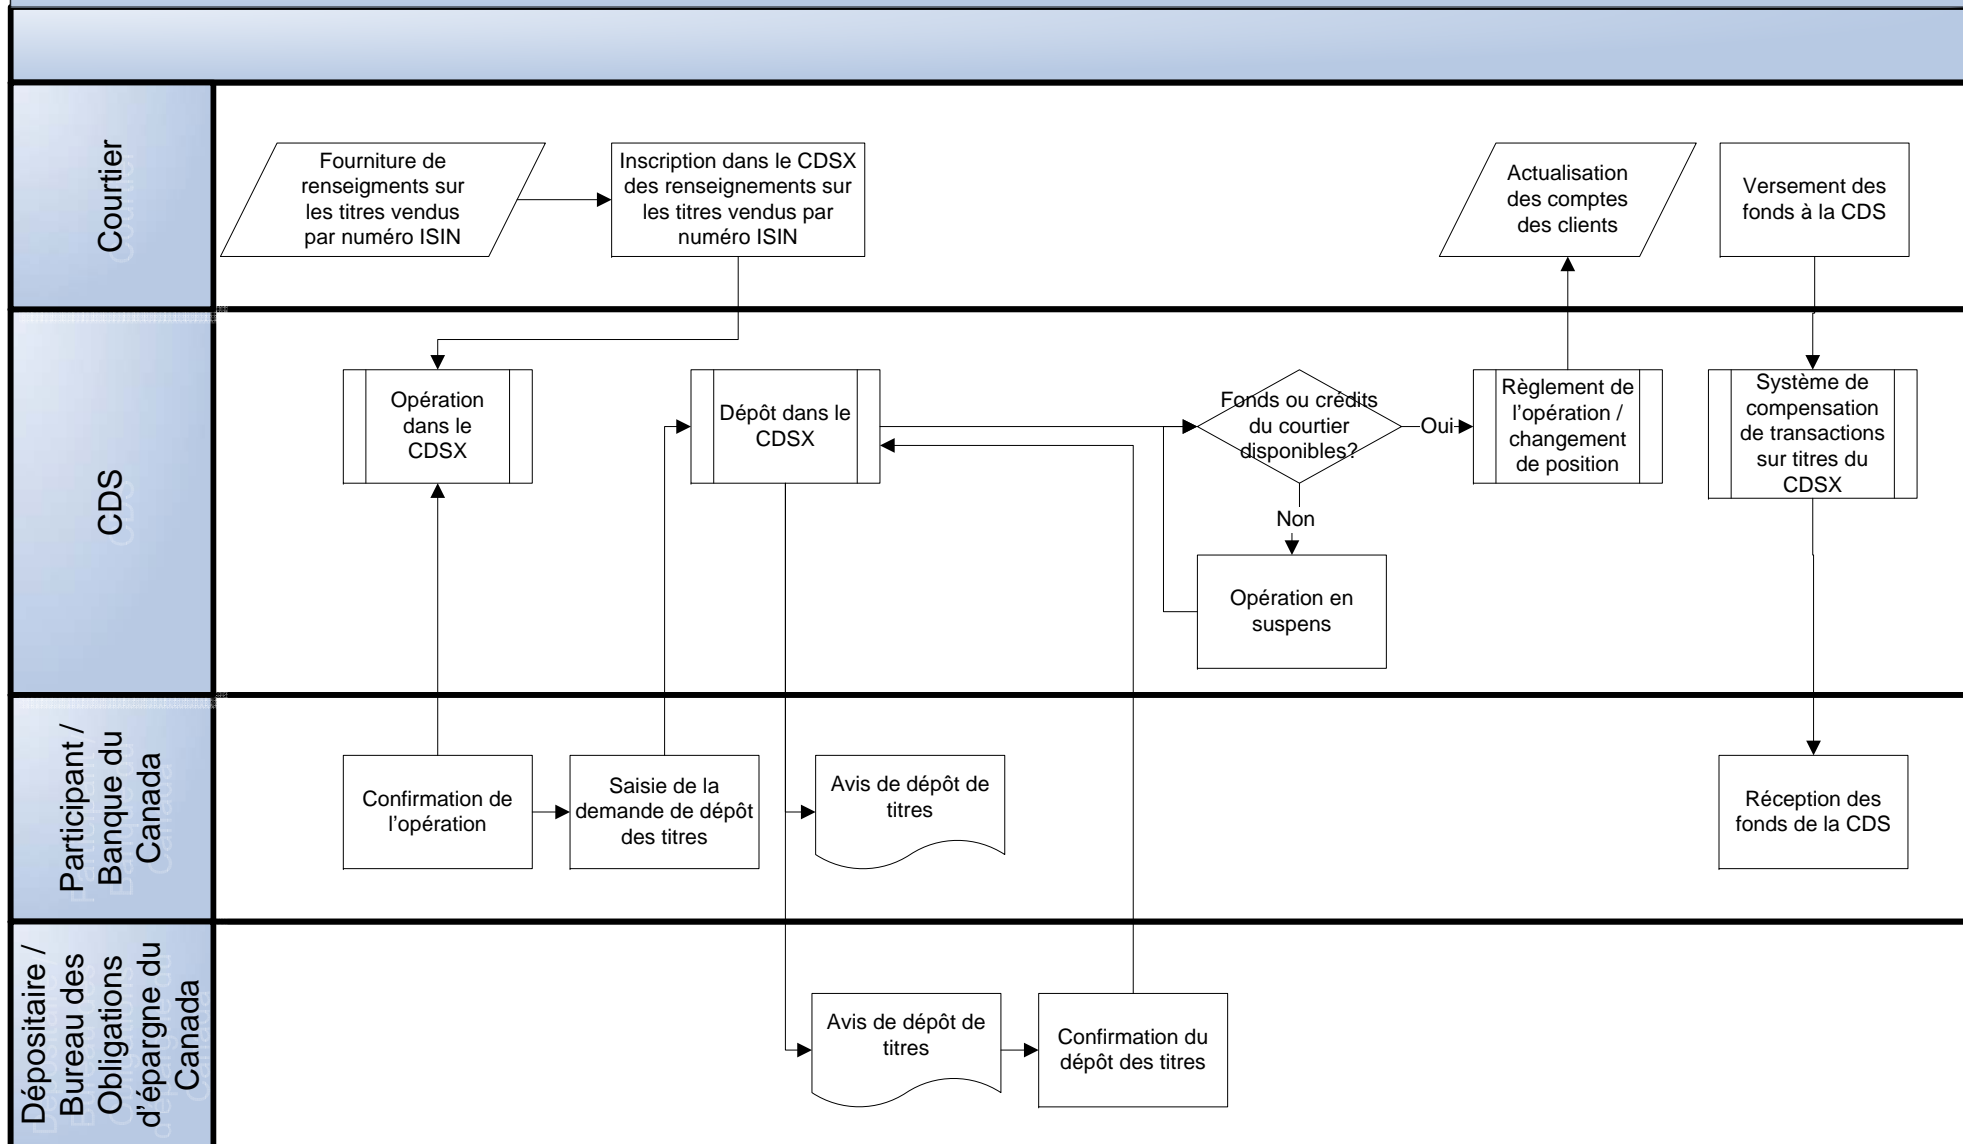 Courtier
Fourniture de
renseigments sur
les titres vendus
par numéro ISIN
Inscription dans le CDSX
des renseignements sur
les titres vendus par
numéro ISIN
Actualisation
des comptes
des clients
Versement des
fonds à la CDS
CDS
Opération
dans le
CDSX
Dépôt dans le
CDSX
Fonds ou crédits
du courtier
disponibles?
Oui
Non
Règlement de
l'opération /
changement
de position
Système de
compensation
de transactions
sur titres du
CDSX
Opération en
suspens
Participant /
Banque du
Canada
Confirmation de
l'opération
Saisie de la
demande de dépôt
des titres
Avis de dépôt de
titres
Réception des
fonds de la CDS
Dépositaire /
Bureau des
Obligations
d'épargne du
Canada
Avis de dépôt de
titres
Confirmation du
dépôt des titres